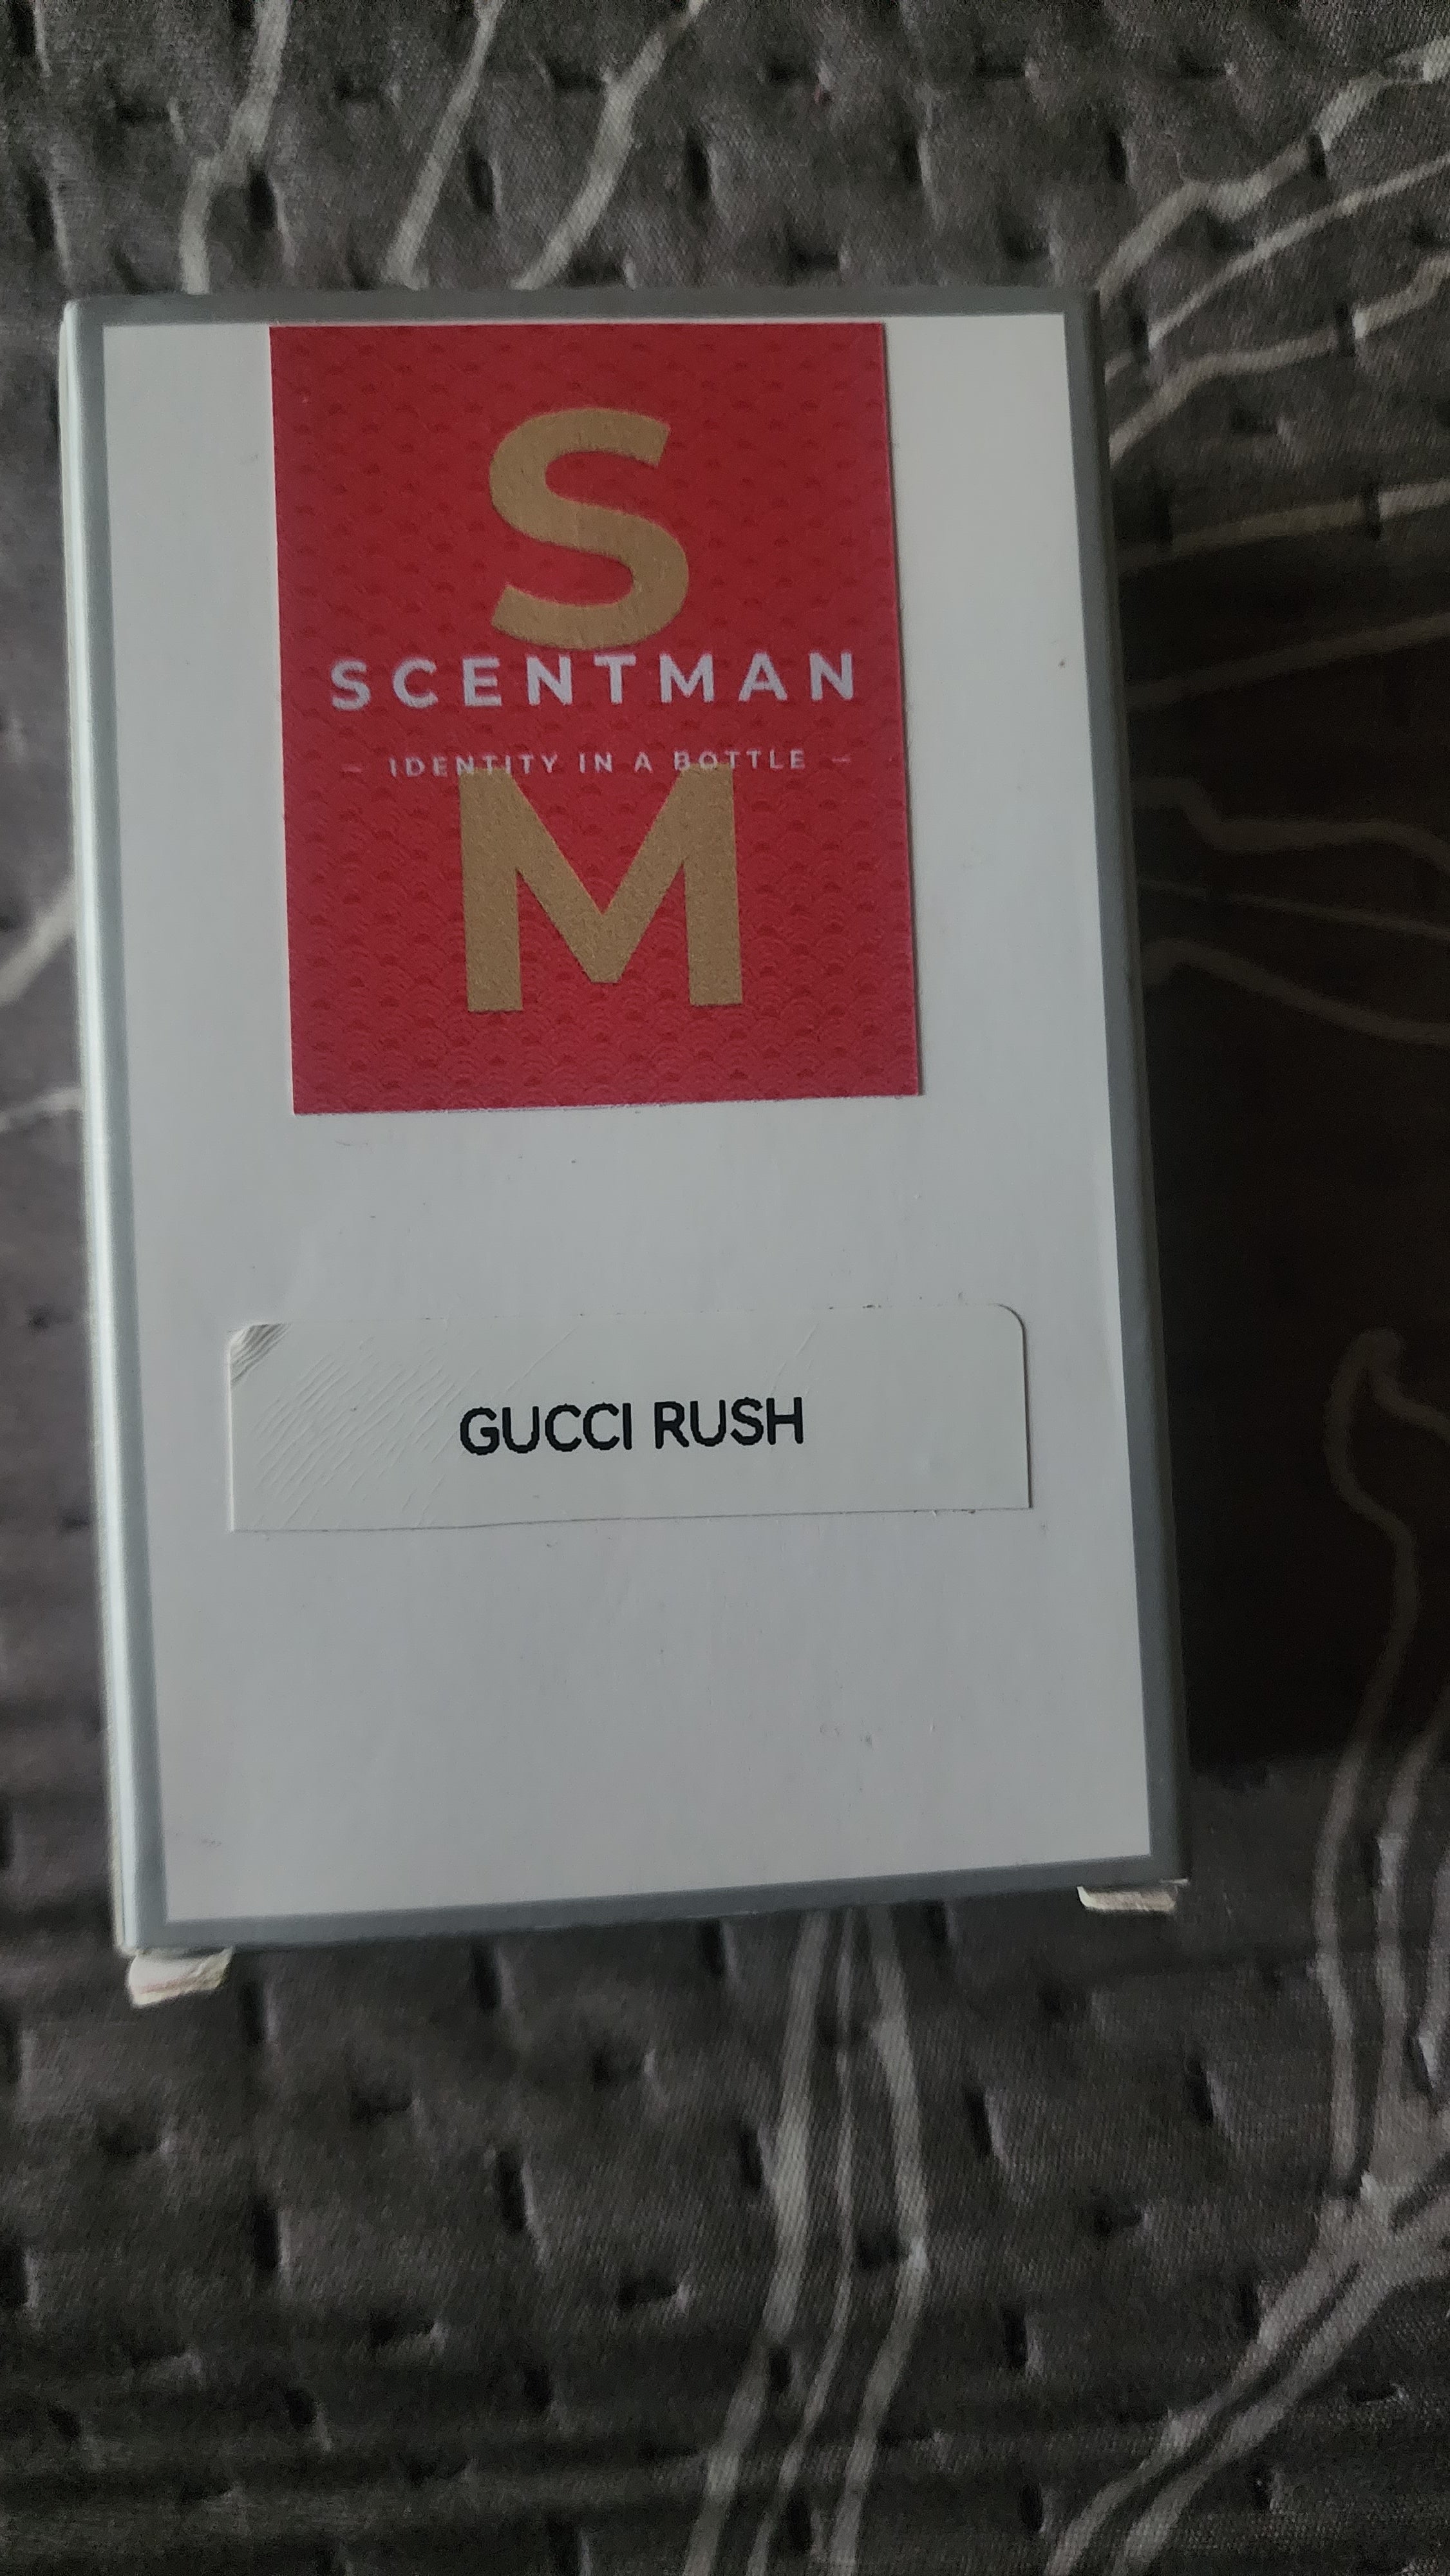 S
SCENTMAN
– IDENTITY IN A BOTTLE –
M
GUCCI RUSH